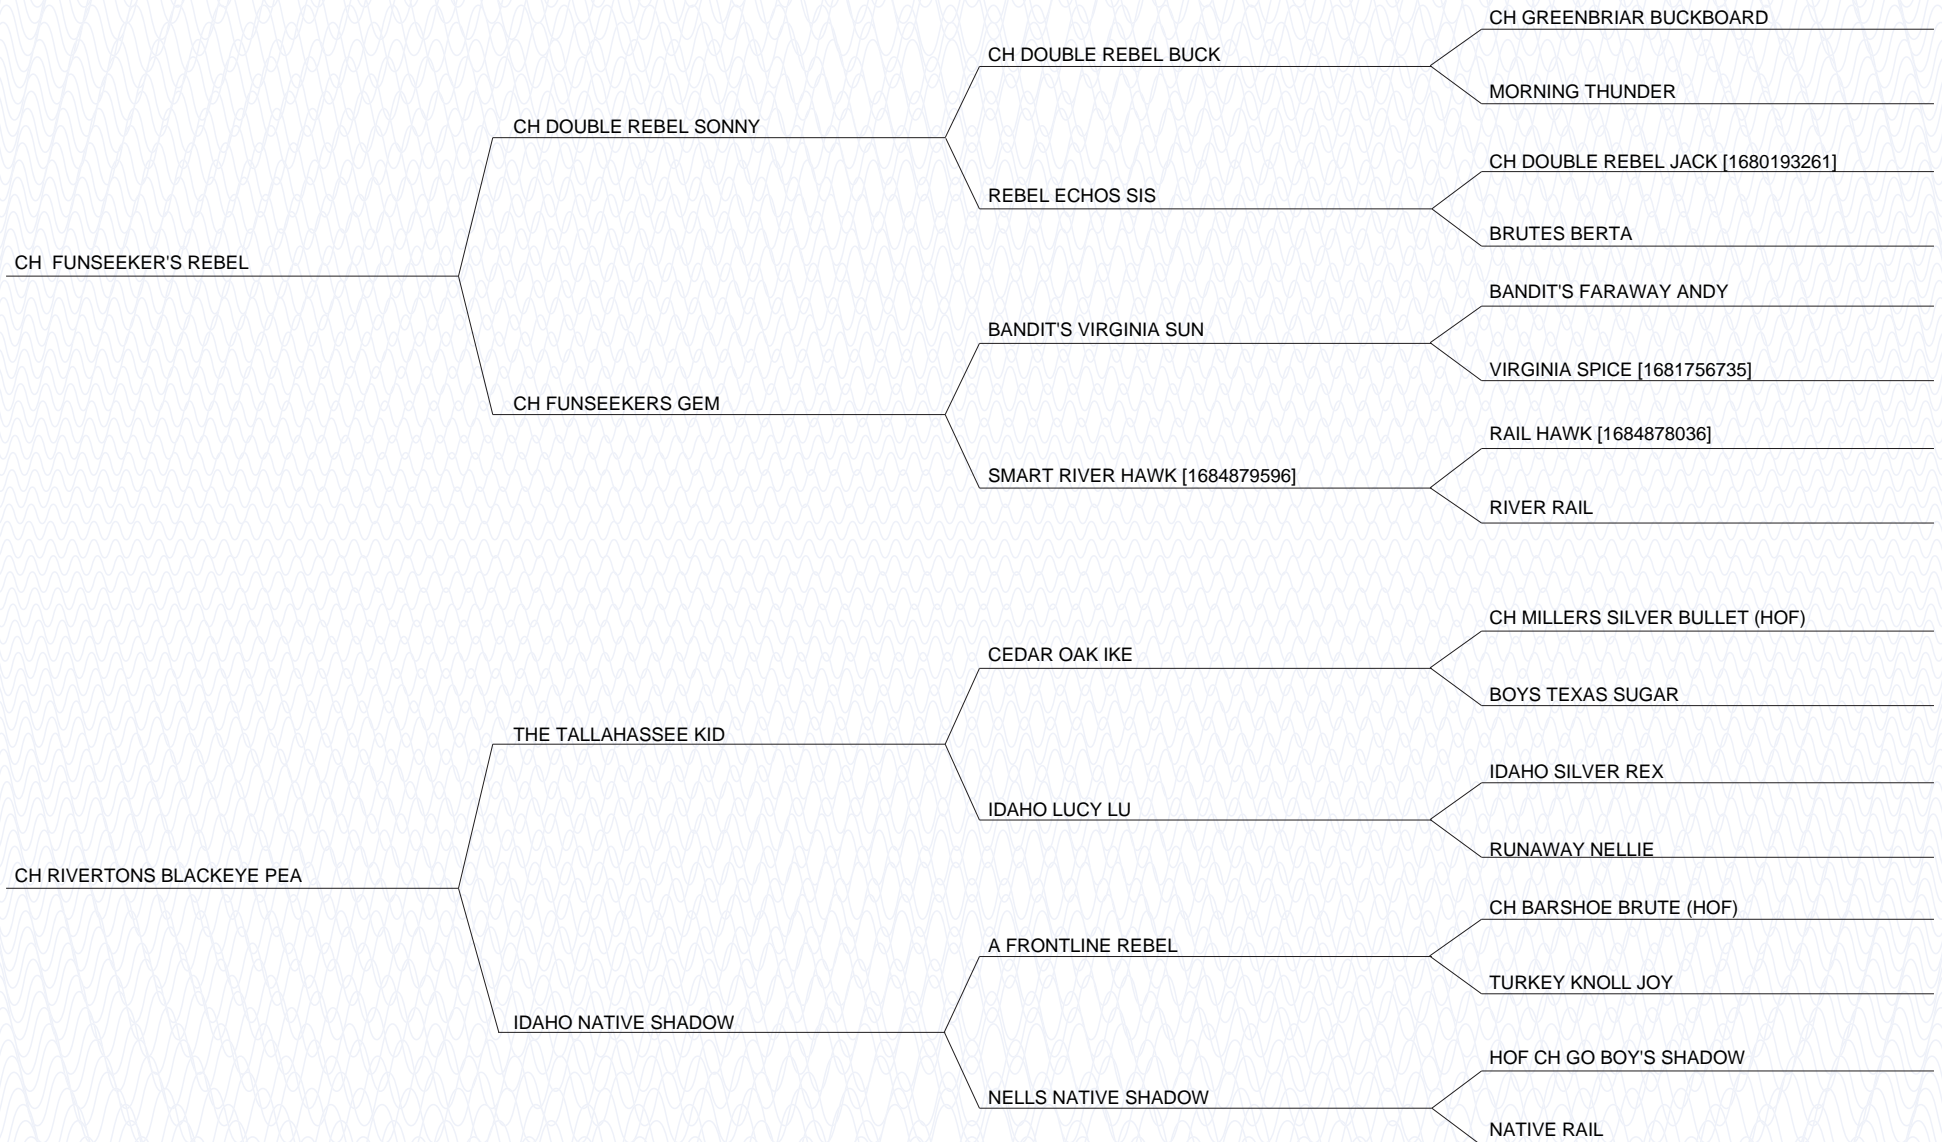 CH GREENBRIAR BUCKBOARD
CH DOUBLE REBEL BUCK
MORNING THUNDER
CH DOUBLE REBEL SONNY
CH DOUBLE REBEL JACK [1680193261]
REBEL ECHOS SIS
BRUTES BERTA
CH  FUNSEEKER'S REBEL
BANDIT'S FARAWAY ANDY
BANDIT'S VIRGINIA SUN
VIRGINIA SPICE [1681756735]
CH FUNSEEKERS GEM
RAIL HAWK [1684878036]
SMART RIVER HAWK [1684879596]
RIVER RAIL
CH MILLERS SILVER BULLET (HOF)
CEDAR OAK IKE
BOYS TEXAS SUGAR
THE TALLAHASSEE KID
IDAHO SILVER REX
IDAHO LUCY LU
RUNAWAY NELLIE
CH RIVERTONS BLACKEYE PEA
CH BARSHOE BRUTE (HOF)
A FRONTLINE REBEL
TURKEY KNOLL JOY
IDAHO NATIVE SHADOW
HOF CH GO BOY'S SHADOW
NELLS NATIVE SHADOW
NATIVE RAIL